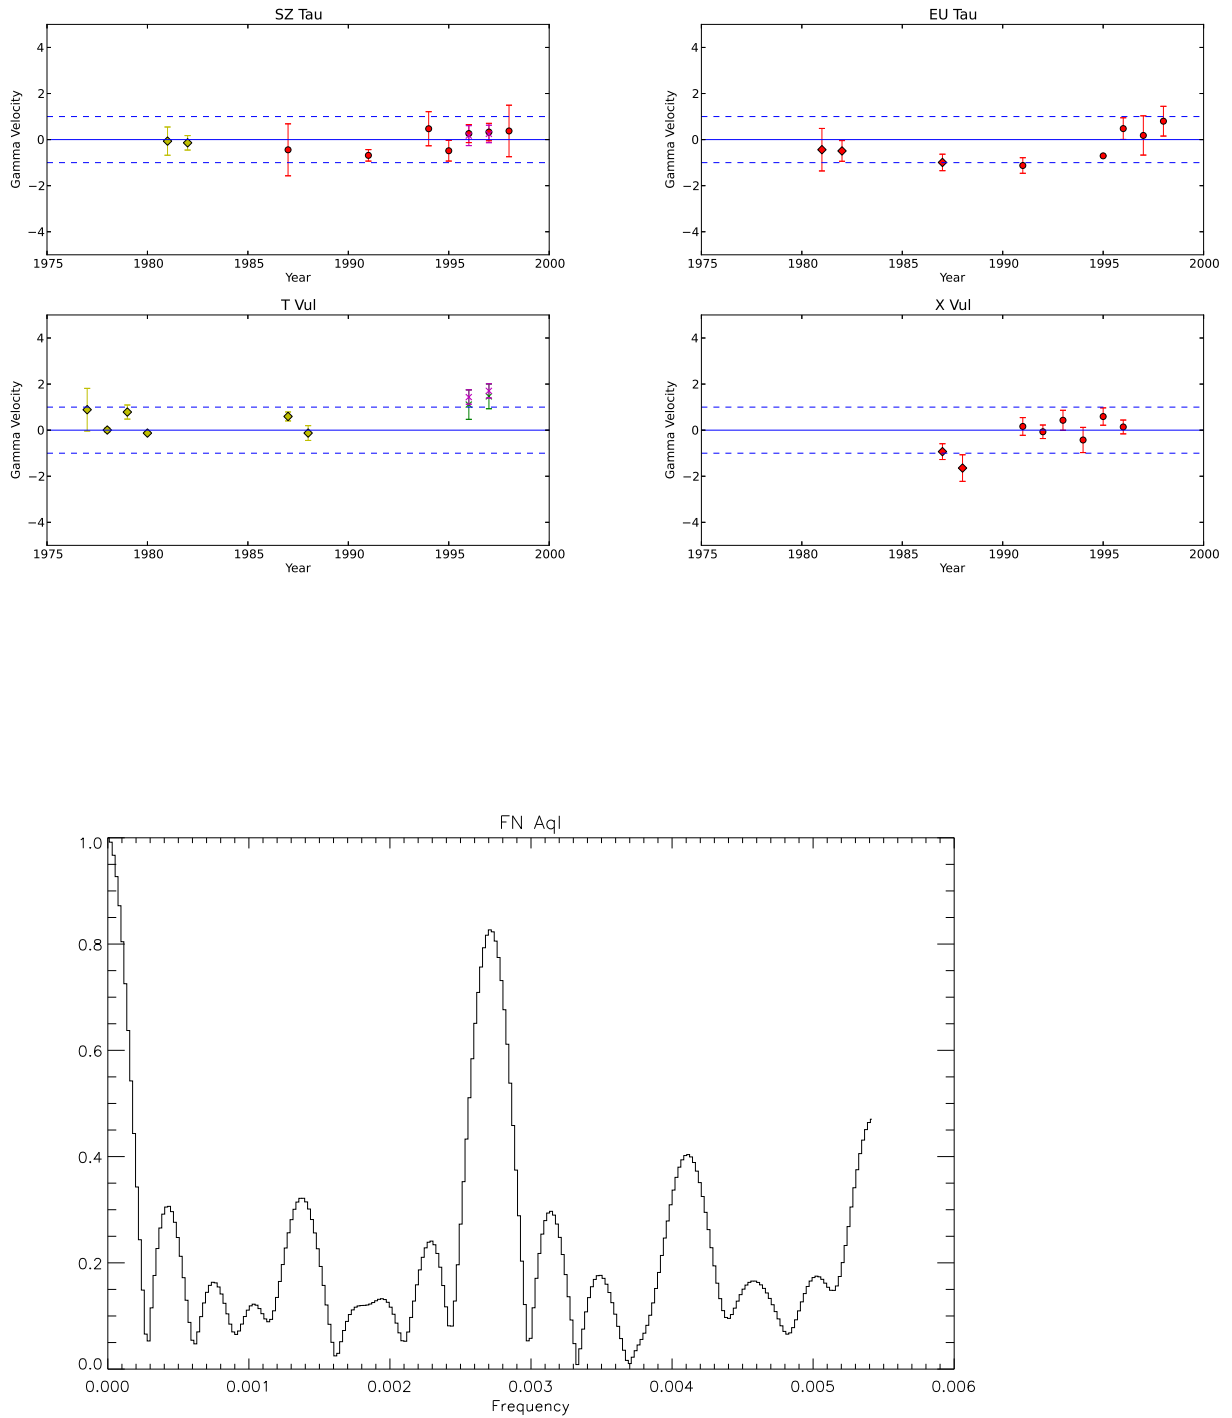 SZ Tau
4
2
0
−2
−4
Gamma Velocity
1975 1980 1985 1990 1995 2000
Year
EU Tau
4
2
0
−2
−4
Gamma Velocity
1975 1980 1985 1990 1995 2000
Year
T Vul
4
2
0
−2
−4
Gamma Velocity
1975 1980 1985 1990 1995 2000
Year
X Vul
4
2
0
−2
−4
Gamma Velocity
1975 1980 1985 1990 1995 2000
Year
FN Aql
1.0
0.8
0.6
0.4
0.2
0.0
0.000 0.001 0.002 0.003 0.004 0.005 0.006
Frequency